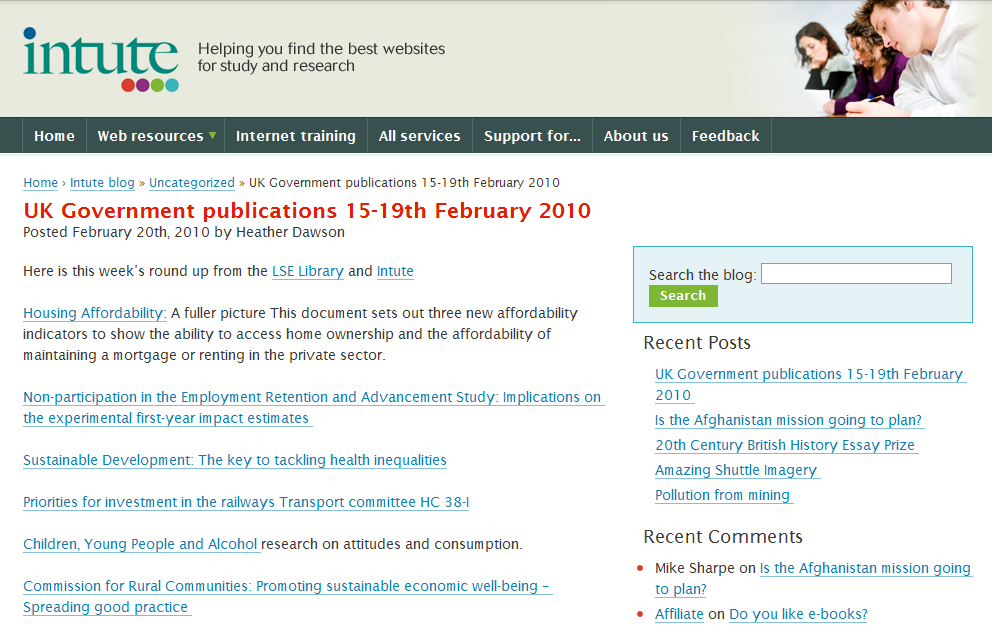 intute
Helping you find the best websites
for study and research
Home
Web resources
Internet training
All services
Support for...
About us
Feedback
Home › Intute blog » Uncategorized » UK Government publications 15-19th February 2010
UK Government publications 15-19th February 2010
Posted February 20th, 2010 by Heather Dawson
Here is this week’s round up from the LSE Library and Intute
Housing Affordability: A fuller picture This document sets out three new affordability
indicators to show the ability to access home ownership and the affordability of
maintaining a mortgage or renting in the private sector.
Non-participation in the Employment Retention and Advancement Study: Implications on
the experimental first-year impact estimates
Sustainable Development: The key to tackling health inequalities
Priorities for investment in the railways Transport committee HC 38-I
Children, Young People and Alcohol research on attitudes and consumption.
Commission for Rural Communities: Promoting sustainable economic well-being –
Spreading good practice
Search the blog:
Search
Recent Posts
UK Government publications 15-19th February
2010
Is the Afghanistan mission going to plan?
20th Century British History Essay Prize
Amazing Shuttle Imagery
Pollution from mining
Recent Comments
Mike Sharpe on Is the Afghanistan mission going
to plan?
Affiliate on Do you like e-books?